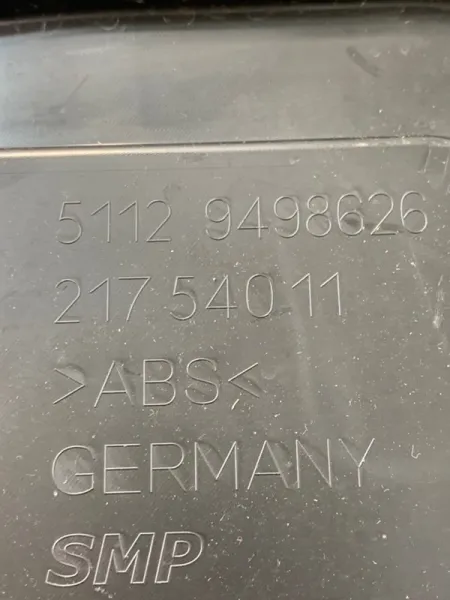 5112 9498626
217 540 11
>ABS<
GERMANY
SMP